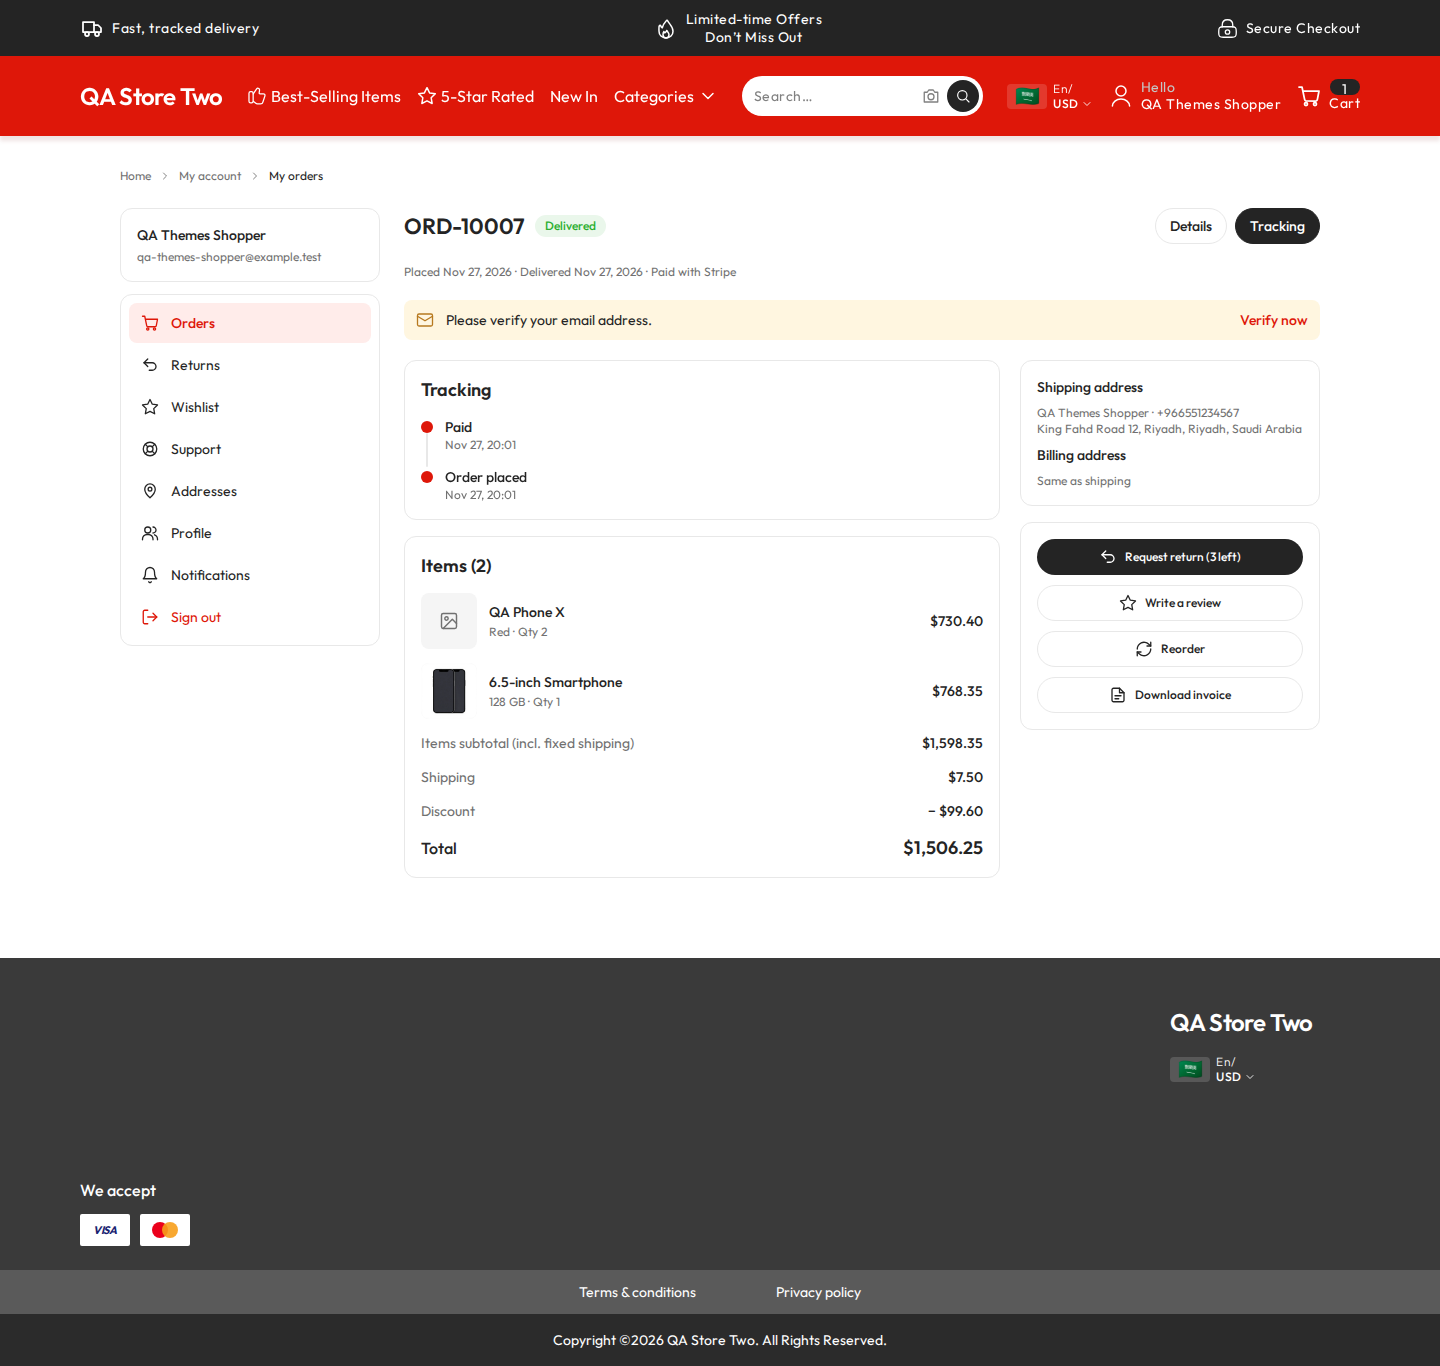 Fast, tracked delivery
Limited-time Offers
Don't Miss Out
Secure Checkout
QA Store Two
Best-Selling Items
5-Star Rated
New In
Categories
Search...
En/
USD
Hello
QA Themes Shopper
1
Cart
Home
My account
My orders
QA Themes Shopper
qa-themes-shopper@example.test
Orders
Returns
Wishlist
Support
Addresses
Profile
Notifications
Sign out
ORD-10007
Delivered
Details
Tracking
Placed Nov 27, 2026 · Delivered Nov 27, 2026 · Paid with Stripe
Please verify your email address.
Verify now
Tracking
Paid
Nov 27, 20:01
Order placed
Nov 27, 20:01
Items (2)
QA Phone X
Red · Qty 2
$730.40
6.5-inch Smartphone
128 GB · Qty 1
$768.35
Items subtotal (incl. fixed shipping)
$1,598.35
Shipping
$7.50
Discount
− $99.60
Total
$1,506.25
Shipping address
QA Themes Shopper · +966551234567
King Fahd Road 12, Riyadh, Riyadh, Saudi Arabia
Billing address
Same as shipping
Request return (3 left)
Write a review
Reorder
Download invoice
QA Store Two
En/
USD
We accept
VISA
Terms & conditions
Privacy policy
Copyright ©2026 QA Store Two. All Rights Reserved.